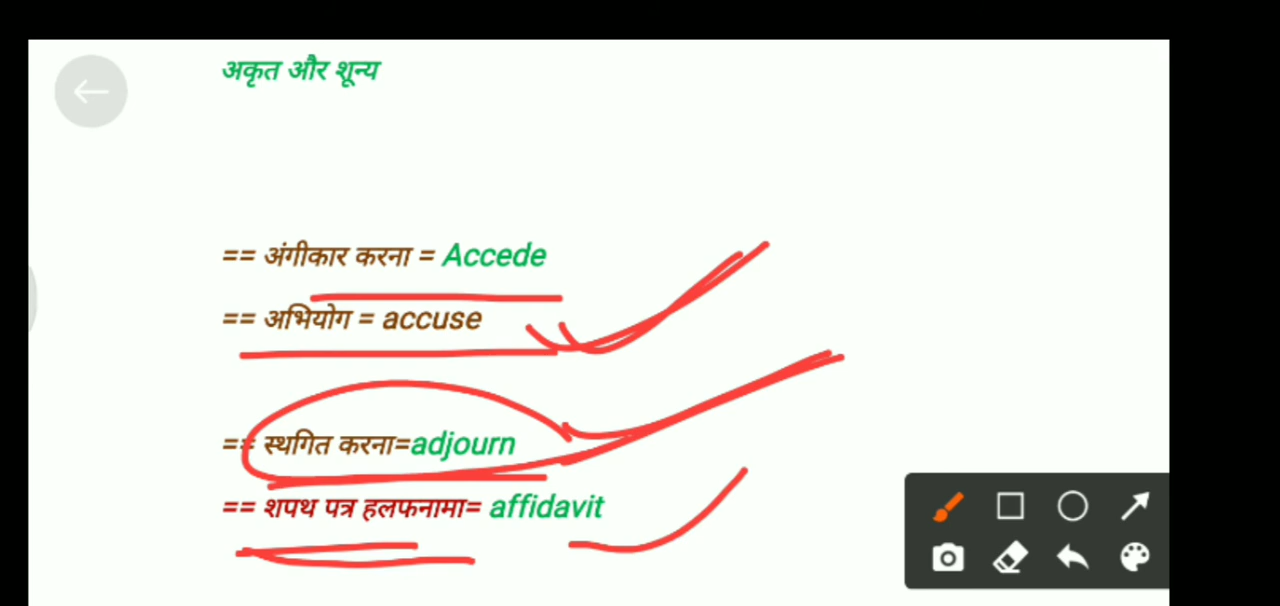 अकृत और शून्य
== अंगीकार करना = Accede
== अभियोग = accuse
== स्थगित करना=adjourn
== शपथ पत्र हलफनामा= affidavit